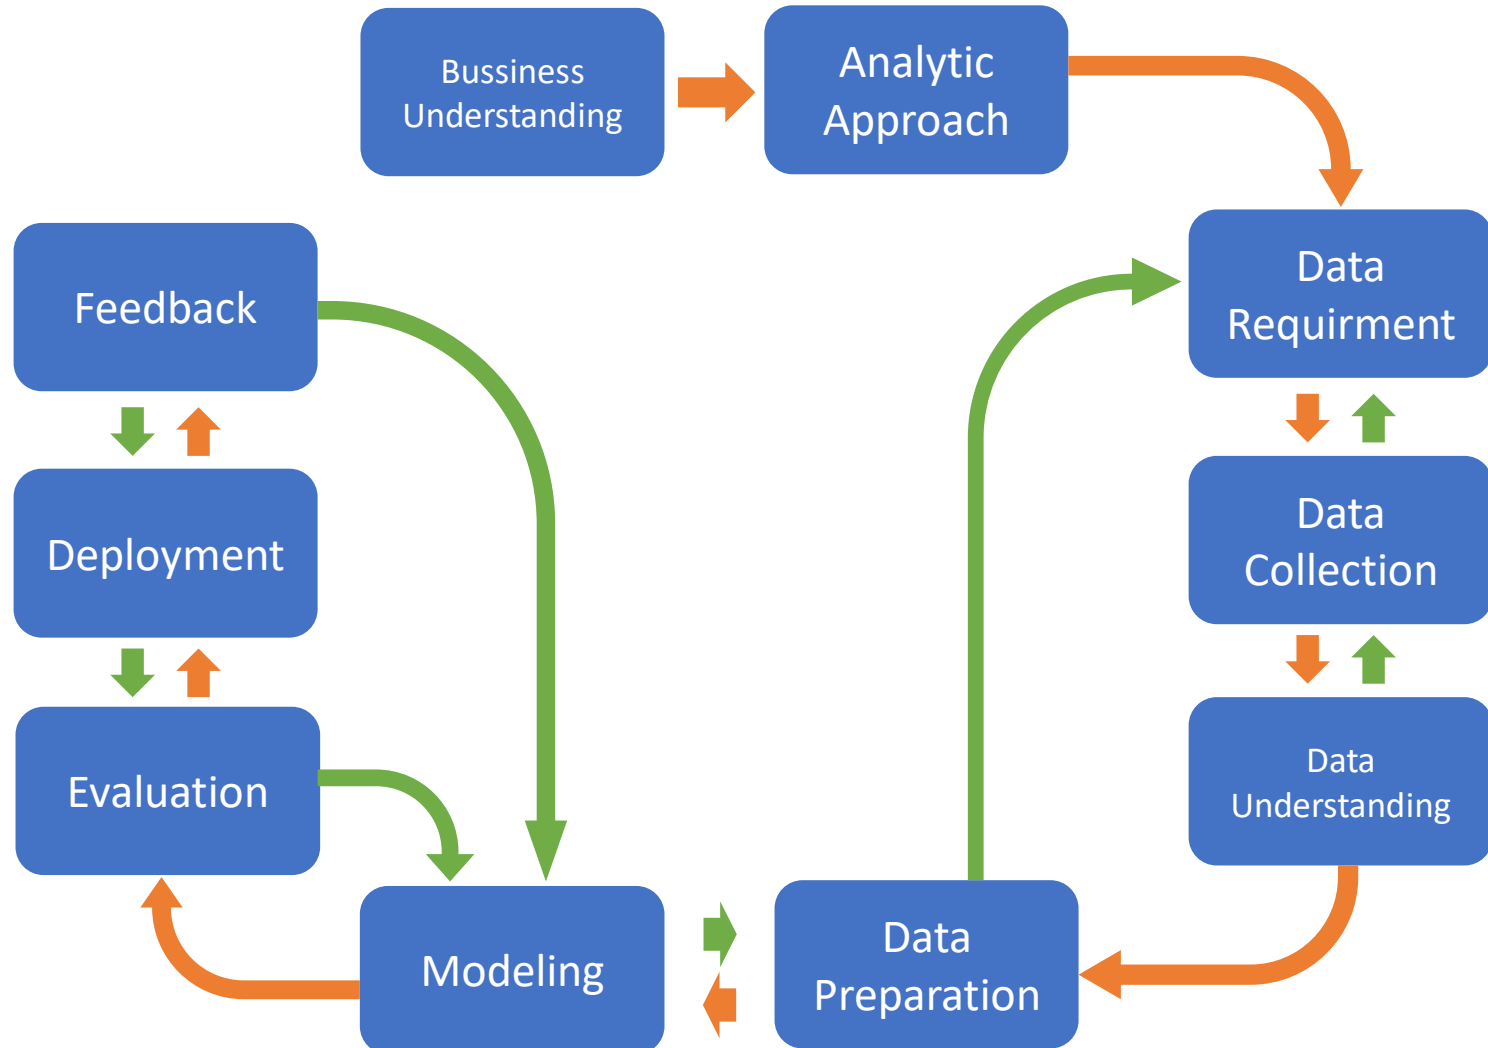 Bussiness
Understanding
Analytic
Approach
Feedback
Data
Requirment
Deployment
Data
Collection
Evaluation
Data
Understanding
Modeling
Data
Preparation